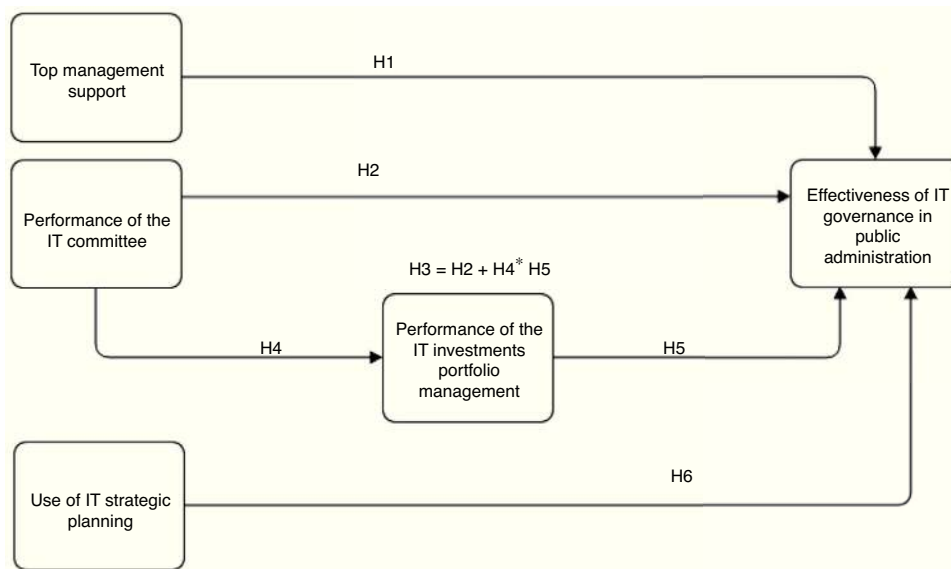 Top management
support
H1
Performance of the
IT committee
H2
Effectiveness of IT
governance in
public
administration
H3 = H2 + H4* H5
H4
Performance of the
IT investments
portfolio
management
H5
Use of IT strategic
planning
H6